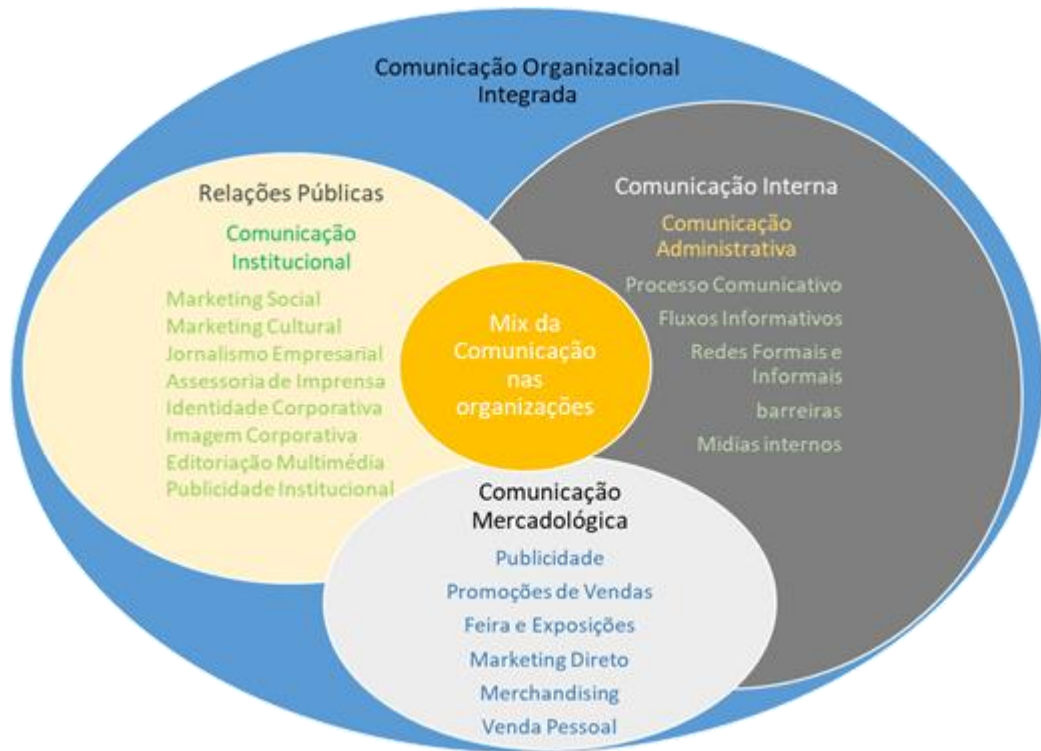 Comunicação Organizacional
Integrada
Relações Públicas
Comunicação
Institucional
Marketing Social
Marketing Cultural
Jornalismo Empresarial
Assessoria de Imprensa
Identidade Corporativa
Imagem Corporativa
Editoriação Multimédia
Publicidade Institucional
Comunicação Interna
Comunicação
Administrativa
Processo Comunicativo
Fluxos Informativos
Redes Formais e
Informais
barreiras
Mídias internos
Mix da
Comunicação
nas
organizações
Comunicação
Mercadológica
Publicidade
Promoções de Vendas
Feira e Exposições
Marketing Direto
Merchandising
Venda Pessoal